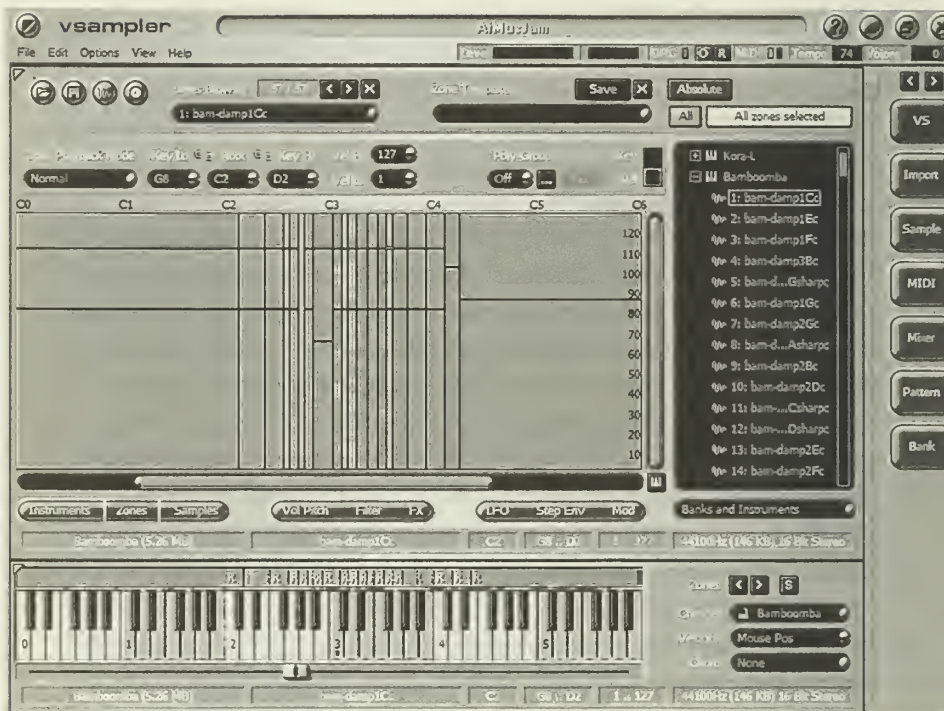 vsampler
AiMusJam
File Edit Options View Help
Tempo 74
0
57 / 57
Save
Absolute
1: bam-damp1Cc
All
All zones selected
127
Normal
G8
C2
D2
1
Off
Kora-L
Bamboomba
1: bam-damp1Cc
2: bam-damp1Ec
3: bam-damp1Fc
4: bam-damp3Bc
5: bam-d...Gsharpc
6: bam-damp1Gc
7: bam-damp2Gc
8: bam-d...Asharpc
9: bam-damp2Bc
10: bam-damp2Dc
11: bam-...Csharpc
12: bam-...Dsharpc
13: bam-damp2Ec
14: bam-damp2Fc
C0 C1 C2 C3 C4 C5 C6
120
110
100
90
80
70
60
50
40
30
20
10
VS
Import
Sample
MIDI
Mixer
Pattern
Bank
Instruments Zones Samples
Vol Pitch Filter FX
LFO Step Env Mod
Banks and Instruments
Bamboomba (5.26 MB)
bam-damp1Cc
C2
44100Hz (146 KB) 16 Bit Stereo
0 1 2 3 4 5
Zones
S
Bamboomba
Mouse Pos
None
Bamboomba (5.26 MB)
bam-damp1Cc
1 to 127
44100Hz (146 KB) 16 Bit Stereo